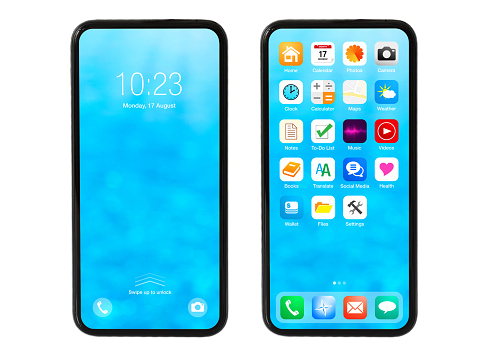 10:23
Monday, 17 August
Swipe up to unlock
Home
Calendar
17
Photos
Camera
Clock
Calculator
Maps
Weather
Notes
To-Do List
Music
Videos
Books
Translate
Social Media
Health
Wallet
Files
Settings